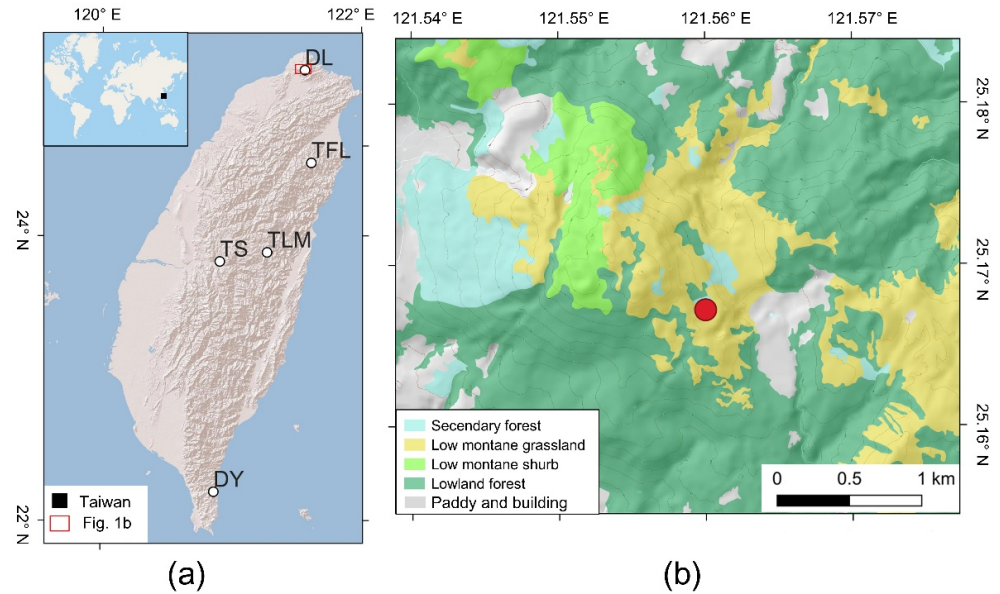 120° E
122° E
DL
TFL
24° N
TS
TLM
DY
22° N
Taiwan
Fig. 1b
(a)
121.54° E
121.55° E
121.56° E
121.57° E
25.18° N
25.17° N
25.16° N
Secendary forest
Low montane grassland
Low montane shurb
Lowland forest
Paddy and building
0
0.5
1 km
(b)